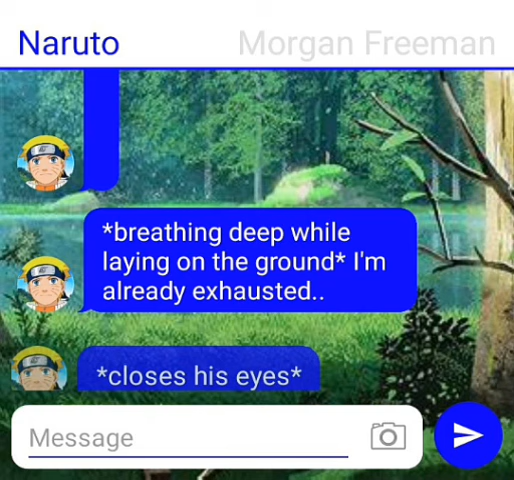 Naruto Morgan Freeman
*breathing deep while
laying on the ground* I'm
already exhausted..
*closes his eyes*
Message